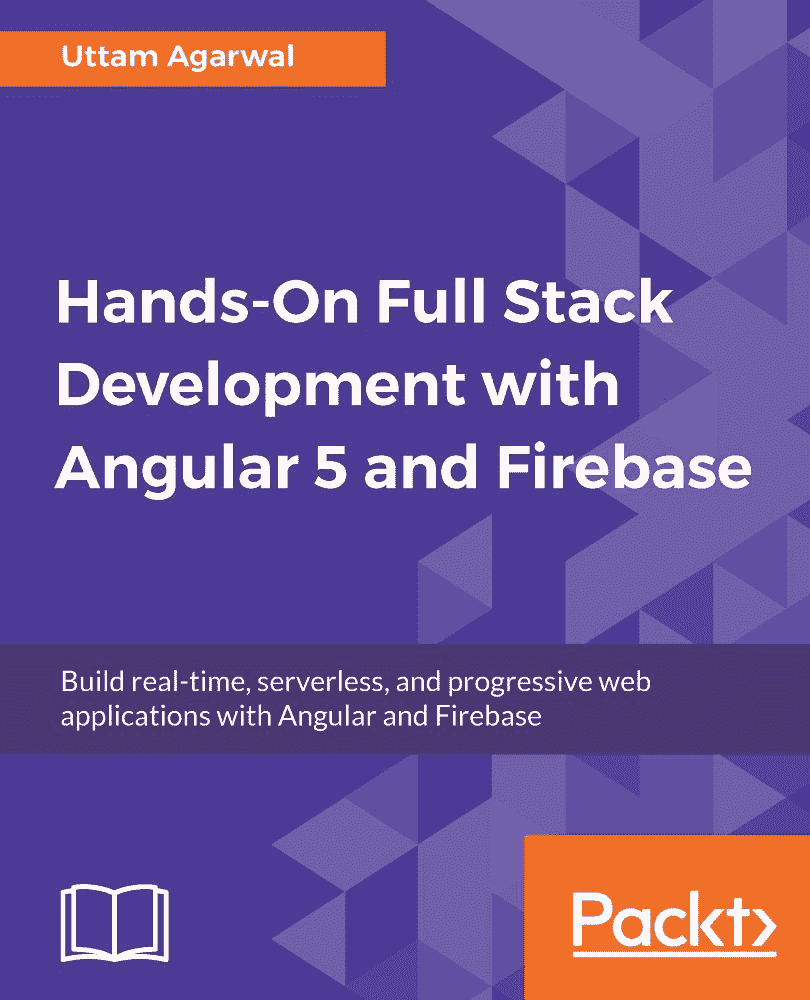 Uttam Agarwal
Hands-On Full Stack
Development with
Angular 5 and Firebase
Build real-time, serverless, and progressive web
applications with Angular and Firebase
Packt>